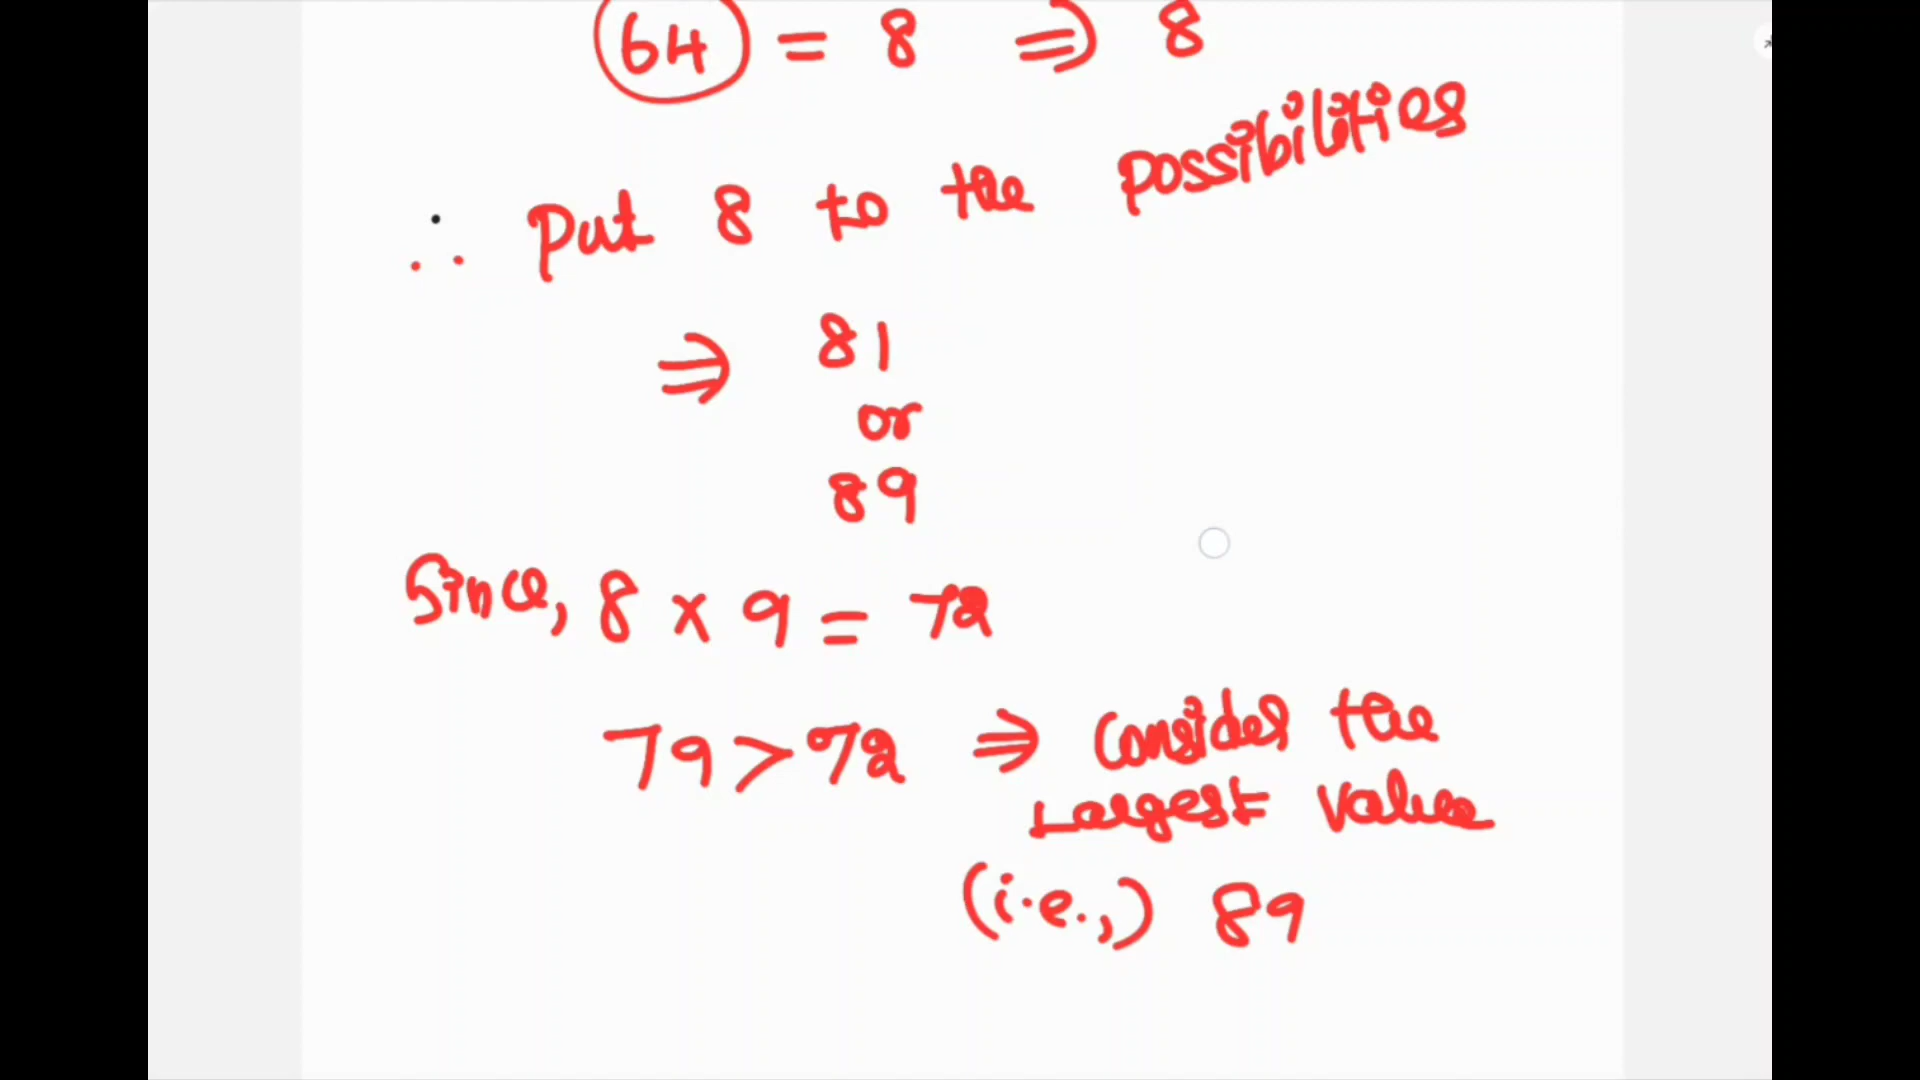 64 = 8 ⇒ 8
∴ Put 8 to the possibilities
⇒ 81
or
89
Since, 8 × 9 = 72
79 > 72 ⇒ Consider the
Largest value
(i.e.,) 89